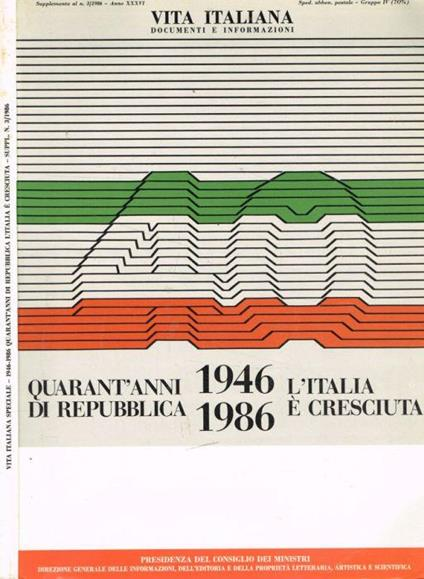 Supplemento al n. 3/1986 - Anno XXXVI
Sped. abbon. postale - Gruppo IV (70%)
VITA ITALIANA
DOCUMENTI E INFORMAZIONI
40
QUARANT'ANNI
DI REPUBBLICA
1946
1986
L'ITALIA
È CRESCIUTA
PRESIDENZA DEL CONSIGLIO DEI MINISTRI
DIREZIONE GENERALE DELLE INFORMAZIONI, DELL'EDITORIA E DELLA PROPRIETÀ LETTERARIA, ARTISTICA E SCIENTIFICA
VITA ITALIANA SPECIALE - 1946-1986 QUARANT'ANNI DI REPUBBLICA L'ITALIA È CRESCIUTA - SUPPL. N. 3/1986